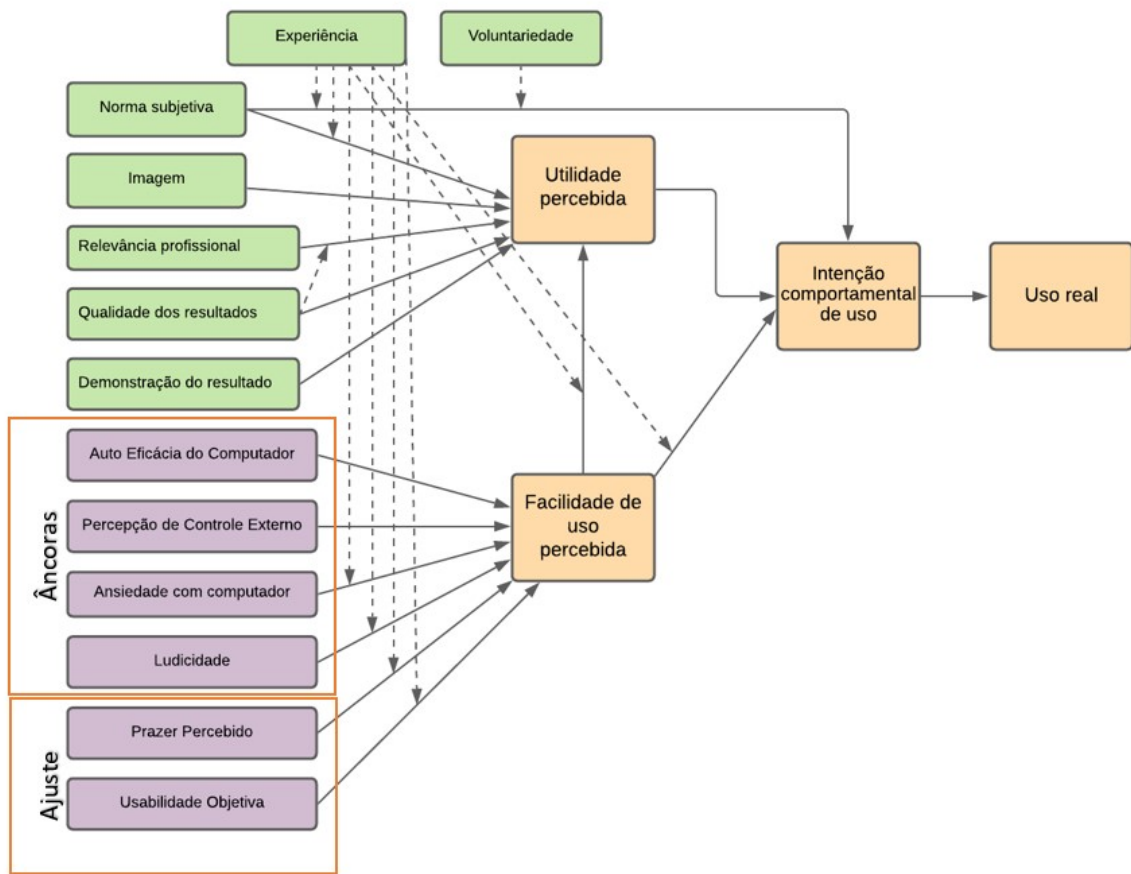 Experiência
Voluntariedade
Norma subjetiva
Imagem
Relevância profissional
Qualidade dos resultados
Demonstração do resultado
Utilidade
percebida
Intenção
comportamental
de uso
Uso real
Âncoras
Auto Eficácia do Computador
Percepção de Controle Externo
Ansiedade com computador
Ludicidade
Facilidade de
uso
percebida
Ajuste
Prazer Percebido
Usabilidade Objetiva